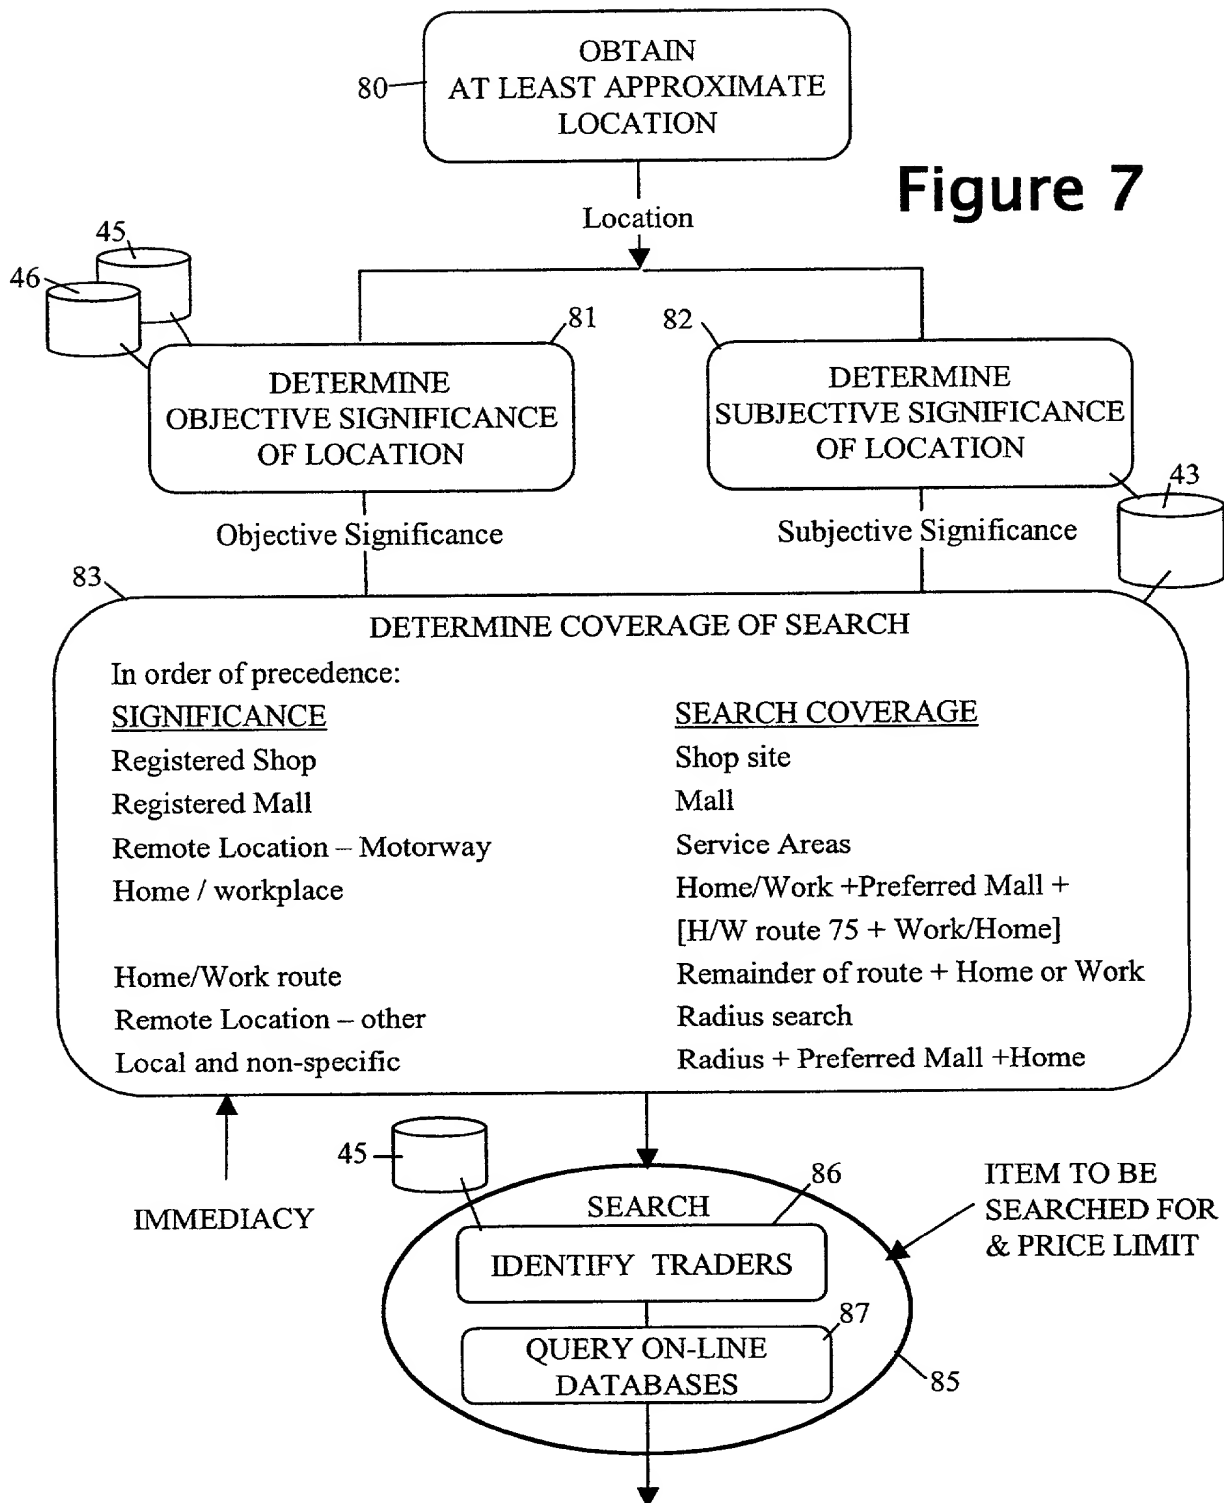 OBTAIN
AT LEAST APPROXIMATE
LOCATION
80
Figure 7
Location
45
46
81
82
DETERMINE
OBJECTIVE SIGNIFICANCE
OF LOCATION
DETERMINE
SUBJECTIVE SIGNIFICANCE
OF LOCATION
43
Objective Significance
Subjective Significance
83
DETERMINE COVERAGE OF SEARCH
In order of precedence:
SIGNIFICANCE
SEARCH COVERAGE
Registered Shop
Shop site
Registered Mall
Mall
Remote Location – Motorway
Service Areas
Home / workplace
Home/Work +Preferred Mall +
[H/W route 75 + Work/Home]
Home/Work route
Remainder of route + Home or Work
Remote Location – other
Radius search
Local and non-specific
Radius + Preferred Mall +Home
45
IMMEDIACY
86
SEARCH
ITEM TO BE
SEARCHED FOR
& PRICE LIMIT
IDENTIFY TRADERS
87
QUERY ON-LINE
DATABASES
85